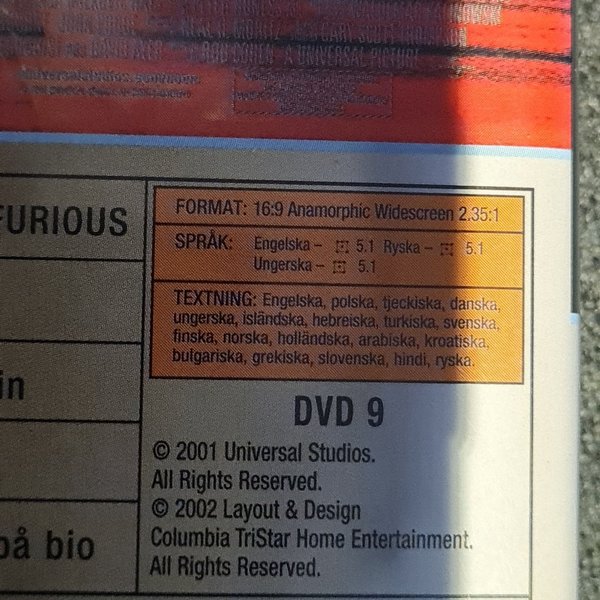 A UNIVERSAL PICTURE
FURIOUS
in
på bio
FORMAT: 16:9 Anamorphic Widescreen 2.35:1
SPRÅK: Engelska – 5.1 Ryska – 5.1
Ungerska – 5.1
TEXTNING: Engelska, polska, tjeckiska, danska,
ungerska, isländska, hebreiska, turkiska, svenska,
finska, norska, holländska, arabiska, kroatiska,
bulgariska, grekiska, slovenska, hindi, ryska.
DVD 9
© 2001 Universal Studios.
All Rights Reserved.
© 2002 Layout & Design
Columbia TriStar Home Entertainment.
All Rights Reserved.